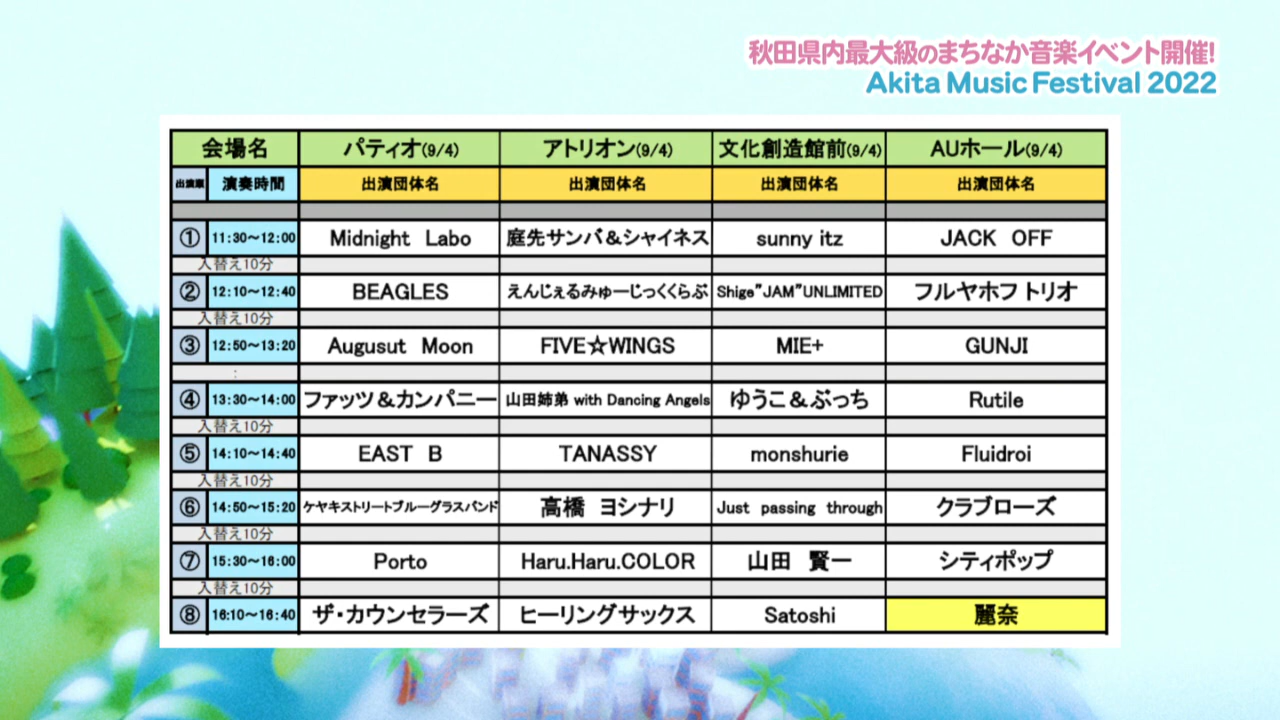 秋田県内最大級のまちなか音楽イベント開催!
Akita Music Festival 2022
会場名 パティオ(9/4) アトリオン(9/4) 文化創造館前(9/4) AUホール(9/4)
出演順 演奏時間 出演団体名 出演団体名 出演団体名 出演団体名
① 11:30～12:00 Midnight Labo 庭先サンバ＆シャイネス sunny itz JACK OFF
入替え10分
② 12:10～12:40 BEAGLES えんじぇるみゅーじっくくらぶ Shige"JAM"UNLIMITED フルヤホフトリオ
入替え10分
③ 12:50～13:20 Augusut Moon FIVE☆WINGS MIE+ GUNJI
:
④ 13:30～14:00 ファッツ＆カンパニー 山田姉弟 with Dancing Angels ゆうこ＆ぶっち Rutile
入替え10分
⑤ 14:10～14:40 EAST B TANASSY monshurie Fluidroi
入替え10分
⑥ 14:50～15:20 ケヤキストリートブルーグラスバンド 高橋 ヨシナリ Just passing through クラブローズ
入替え10分
⑦ 15:30～16:00 Porto Haru.Haru.COLOR 山田 賢一 シティポップ
入替え10分
⑧ 16:10～16:40 ザ・カウンセラーズ ヒーリングサックス Satoshi 麗奈